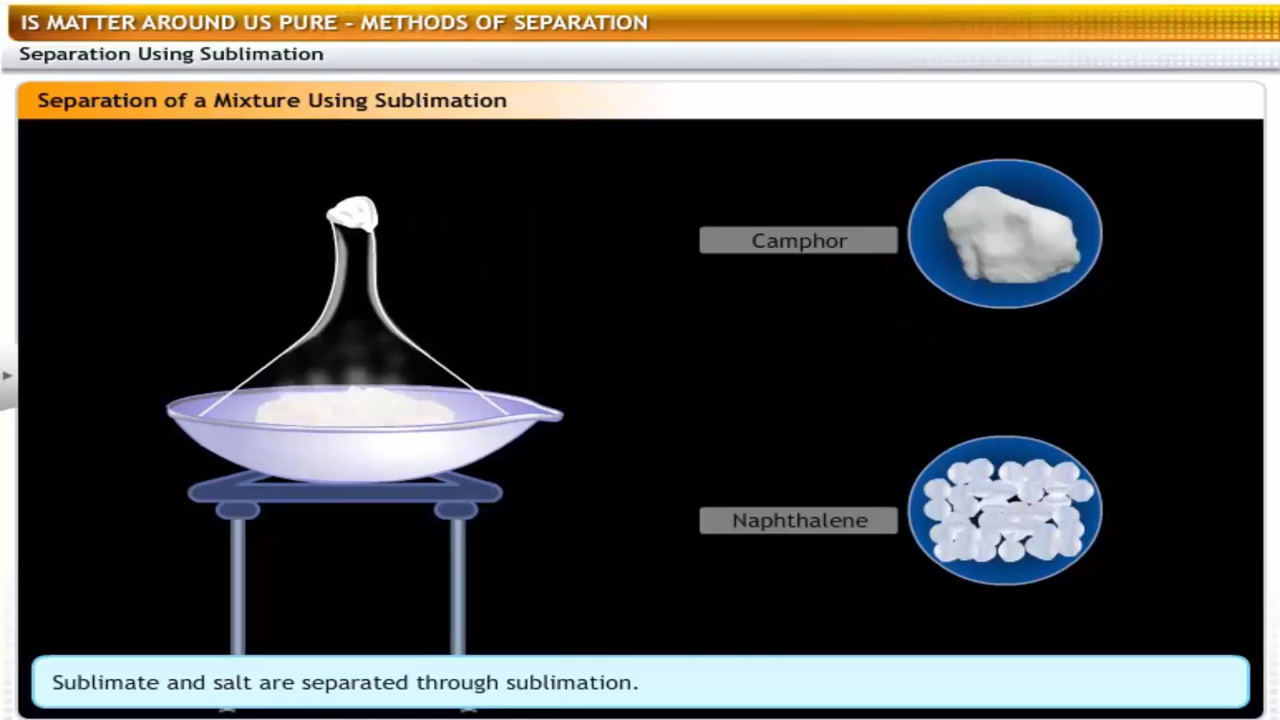 IS MATTER AROUND US PURE - METHODS OF SEPARATION
Separation Using Sublimation
Separation of a Mixture Using Sublimation
Camphor
Naphthalene
Sublimate and salt are separated through sublimation.